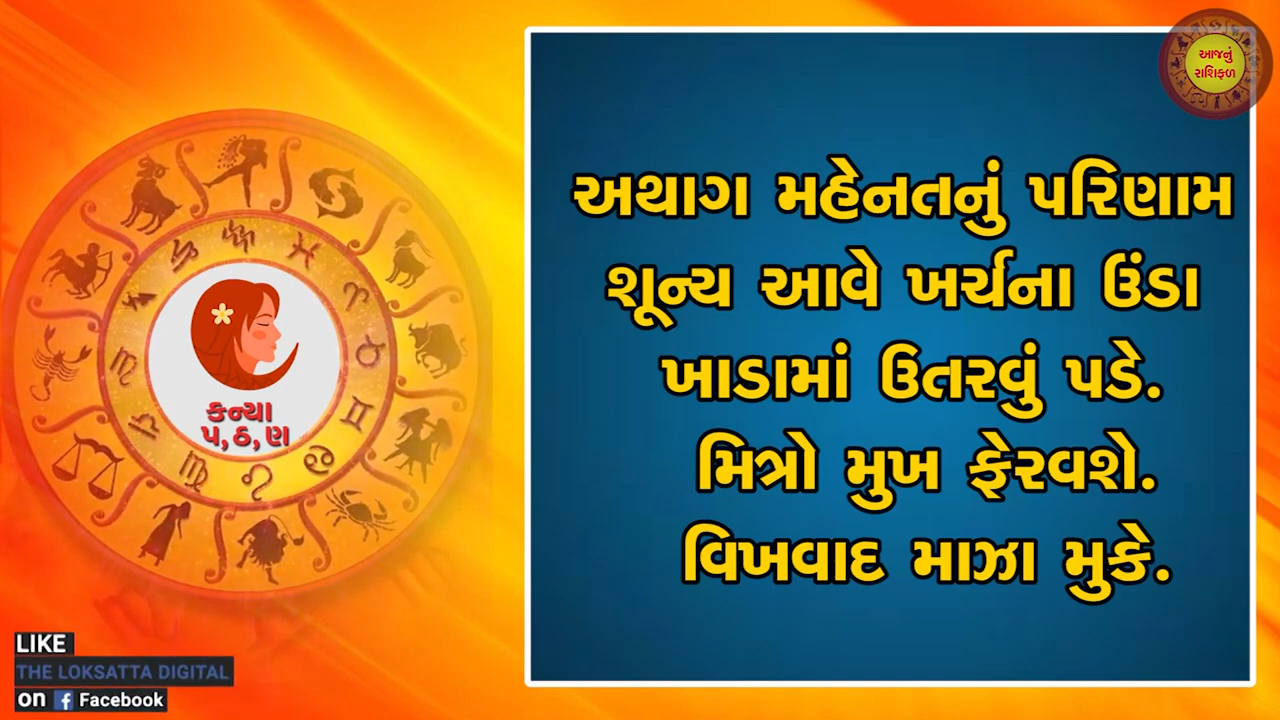 આજનું
રાશિફળ
અથાગ મહેનતનું પરિણામ
શૂન્ય આવે ખર્ચના ઉંડા
ખાડામાં ઉતરવું પડે.
મિત્રો મુખ ફેરવશે.
વિખવાદ માઝા મુકે.
કન્યા
પ, ઠ, ણ
LIKE
THE LOKSATTA DIGITAL
on f Facebook